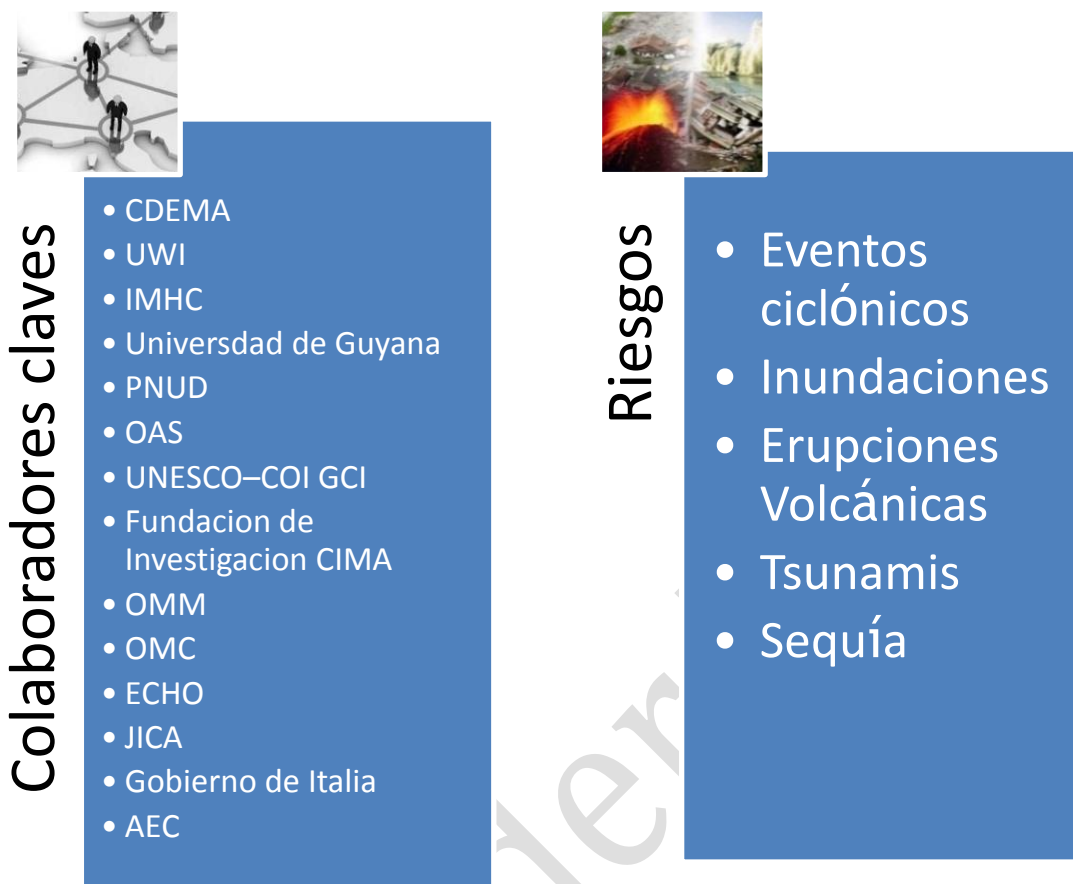 Colaboradores claves
• CDEMA
• UWI
• IMHC
• Universdad de Guyana
• PNUD
• OAS
• UNESCO–COI GCI
• Fundacion de
Investigacion CIMA
• OMM
• OMC
• ECHO
• JICA
• Gobierno de Italia
• AEC
Riesgos
• Eventos
ciclónicos
• Inundaciones
• Erupciones
Volcánicas
• Tsunamis
• Sequía